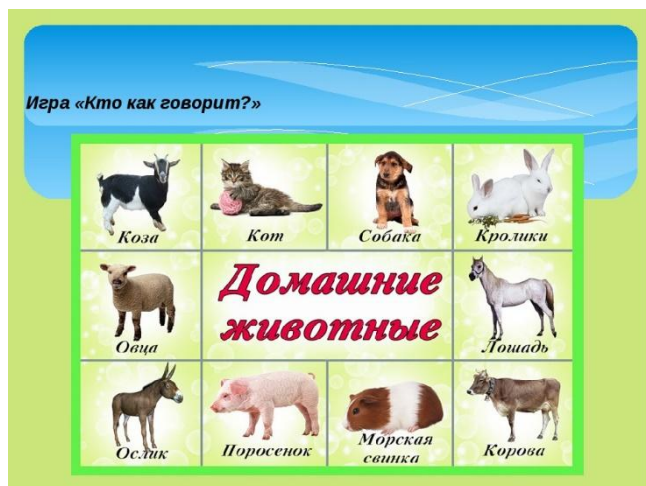 Игра «Кто как говорит?»
Коза
Кот
Собака
Кролики
Овца
Домашние
животные
Лошадь
Ослик
Поросенок
Морская
свинка
Корова